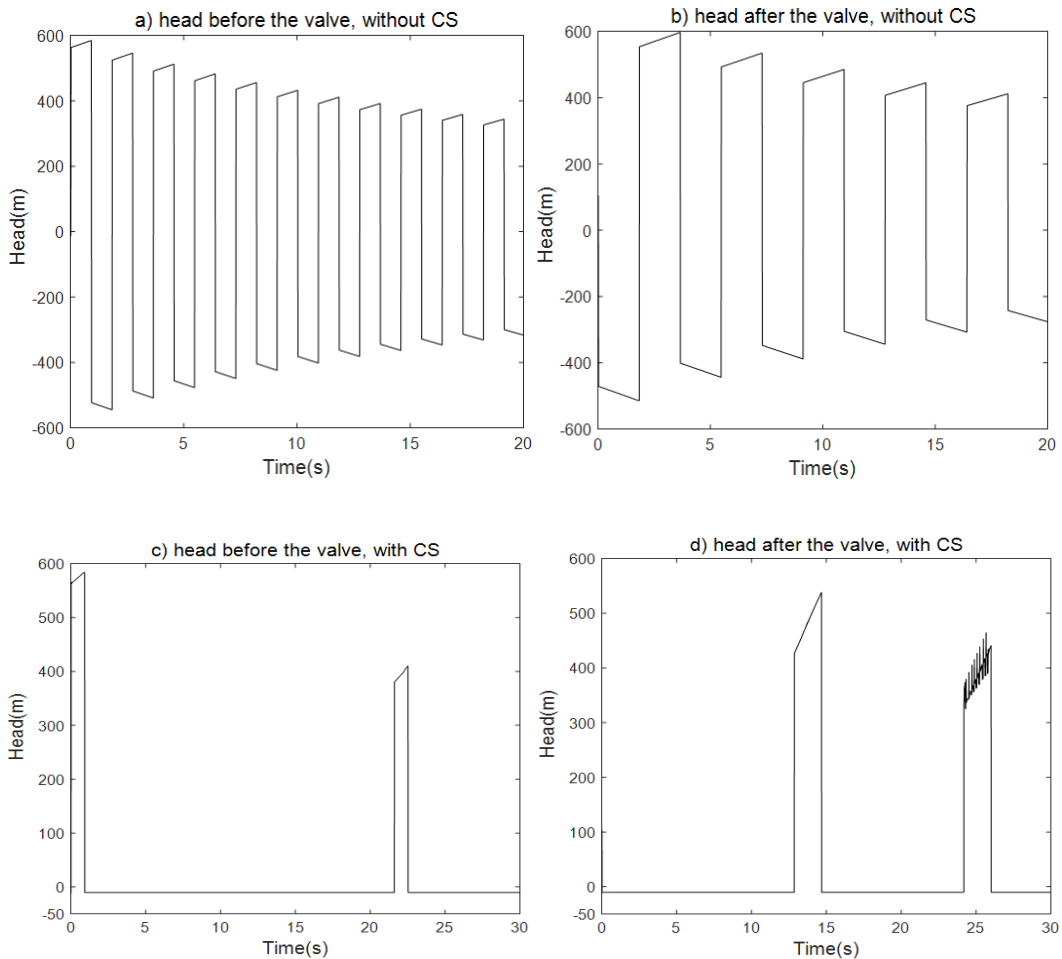 a) head before the valve, without CS
600
400
200
0
-200
-400
-600
Head(m)
0 5 10 15 20
Time(s)
b) head after the valve, without CS
600
400
200
0
-200
-400
-600
Head(m)
0 5 10 15 20
Time(s)
c) head before the valve, with CS
600
500
400
300
200
100
0
-50
Head(m)
0 5 10 15 20 25 30
Time(s)
d) head after the valve, with CS
600
500
400
300
200
100
0
-50
Head(m)
0 5 10 15 20 25 30
Time(s)